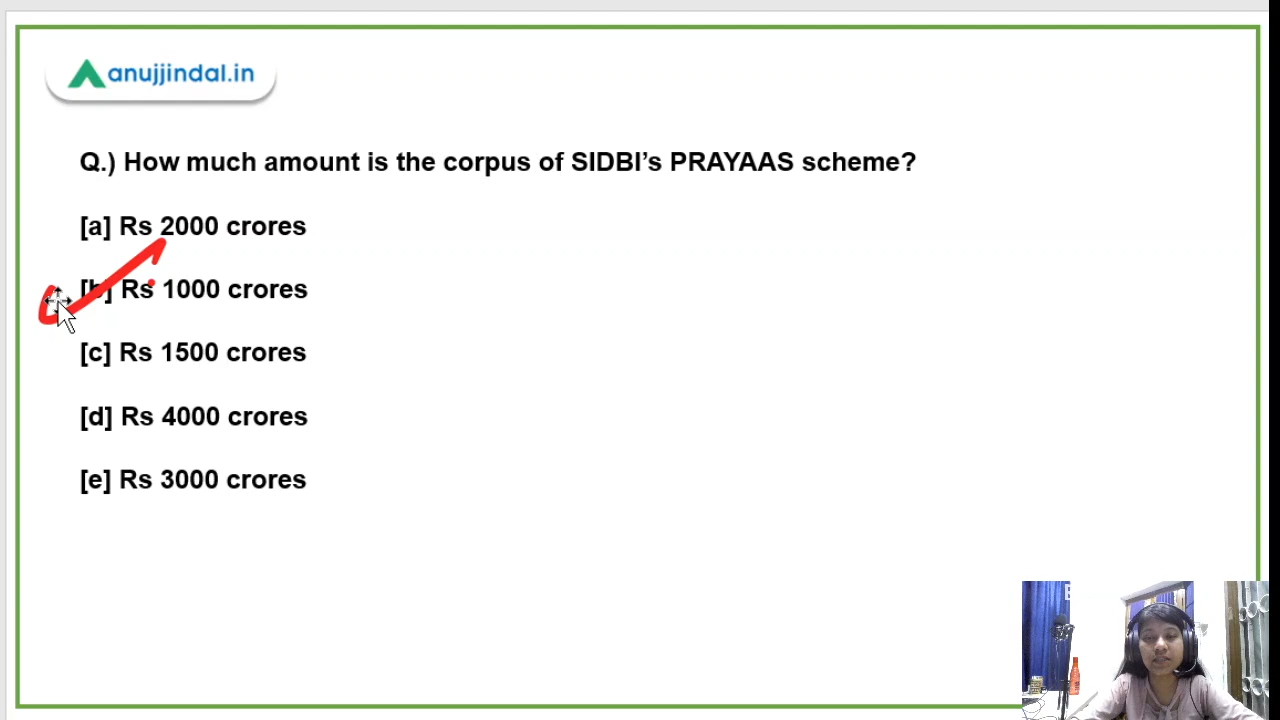 anujjindal.in
Q.) How much amount is the corpus of SIDBI’s PRAYAAS scheme?
[a] Rs 2000 crores
[b] Rs 1000 crores
[c] Rs 1500 crores
[d] Rs 4000 crores
[e] Rs 3000 crores